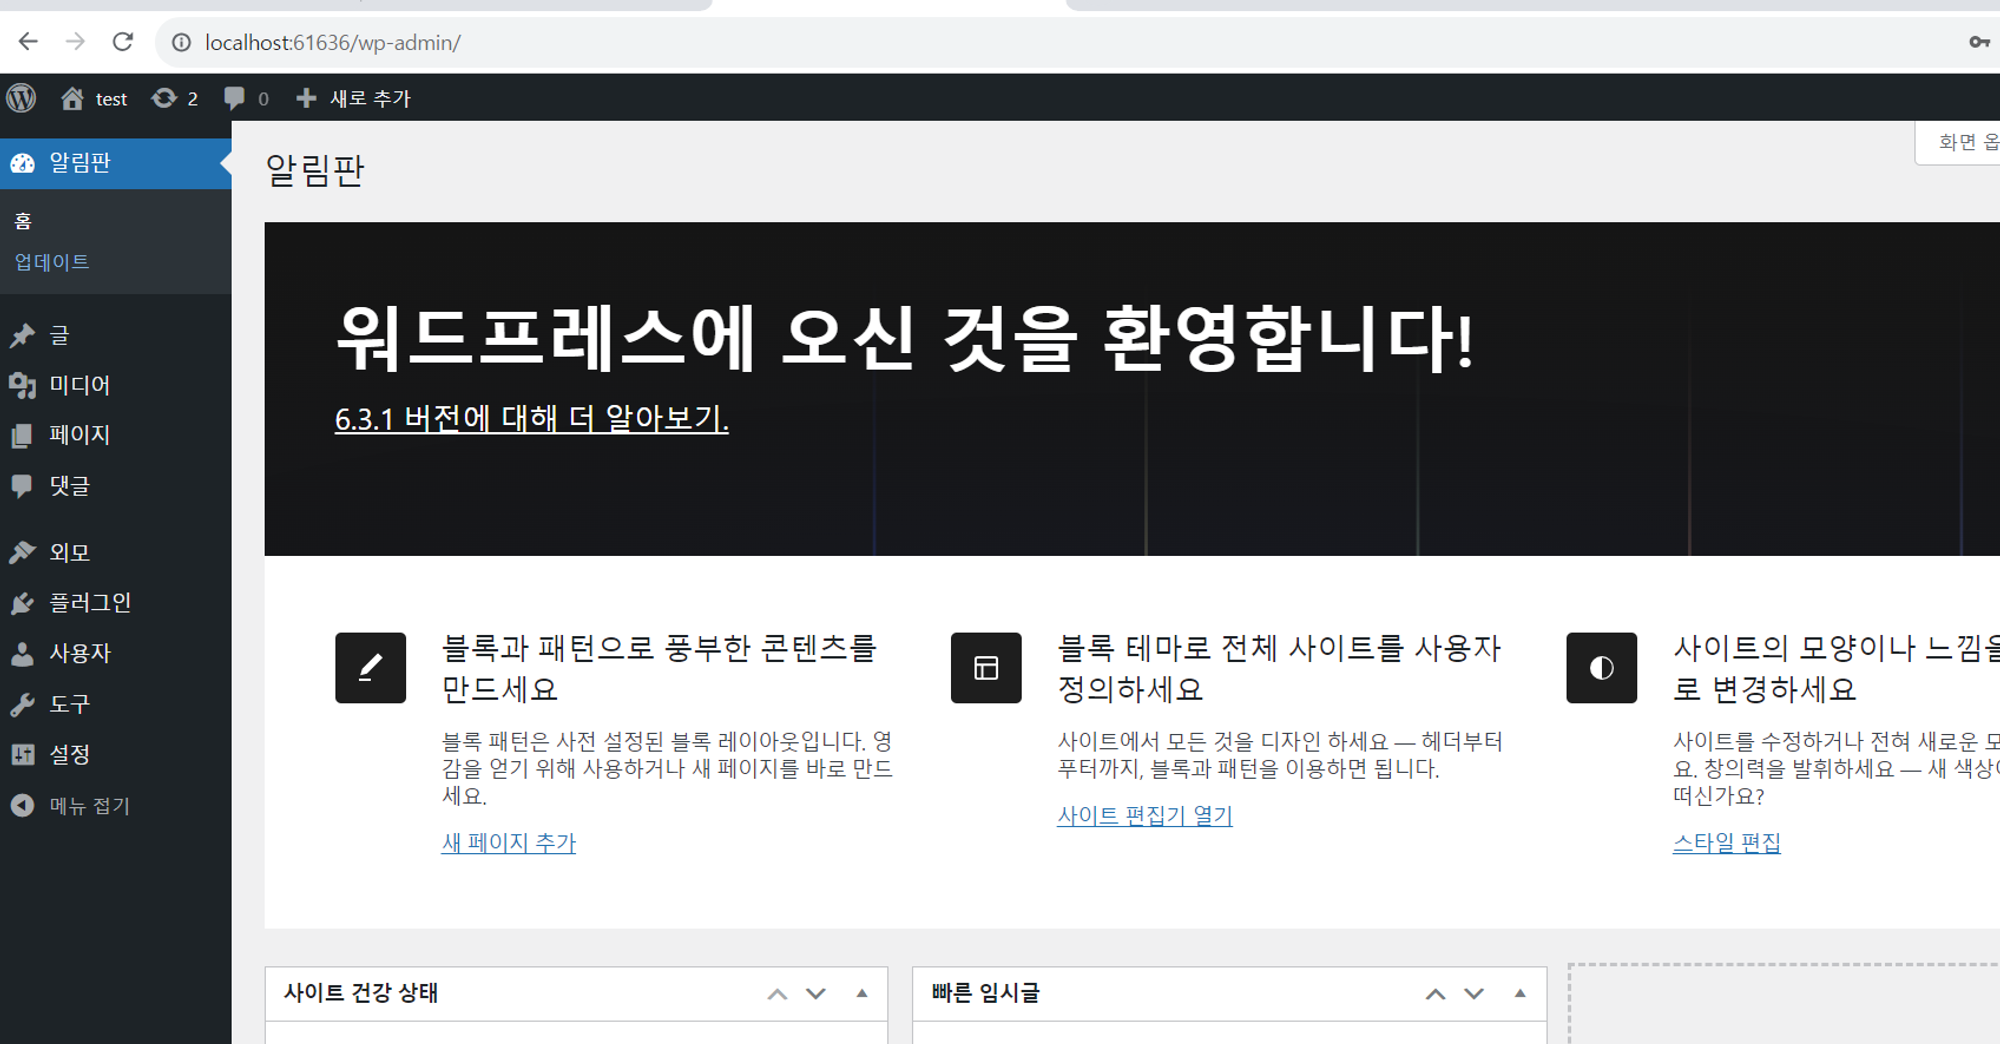 localhost:61636/wp-admin/
test 2 0 새로 추가
알림판
홈
업데이트
글
미디어
페이지
댓글
외모
플러그인
사용자
도구
설정
메뉴 접기
화면 옵
알림판
워드프레스에 오신 것을 환영합니다!
6.3.1 버전에 대해 더 알아보기.
블록과 패턴으로 풍부한 콘텐츠를
만드세요
블록 패턴은 사전 설정된 블록 레이아웃입니다. 영
감을 얻기 위해 사용하거나 새 페이지를 바로 만드
세요.
새 페이지 추가
블록 테마로 전체 사이트를 사용자
정의하세요
사이트에서 모든 것을 디자인 하세요 — 헤더부터
푸터까지, 블록과 패턴을 이용하면 됩니다.
사이트 편집기 열기
사이트의 모양이나 느낌을
로 변경하세요
사이트를 수정하거나 전혀 새로운 모
요. 창의력을 발휘하세요 — 새 색상이
떠신가요?
스타일 편집
사이트 건강 상태
빠른 임시글